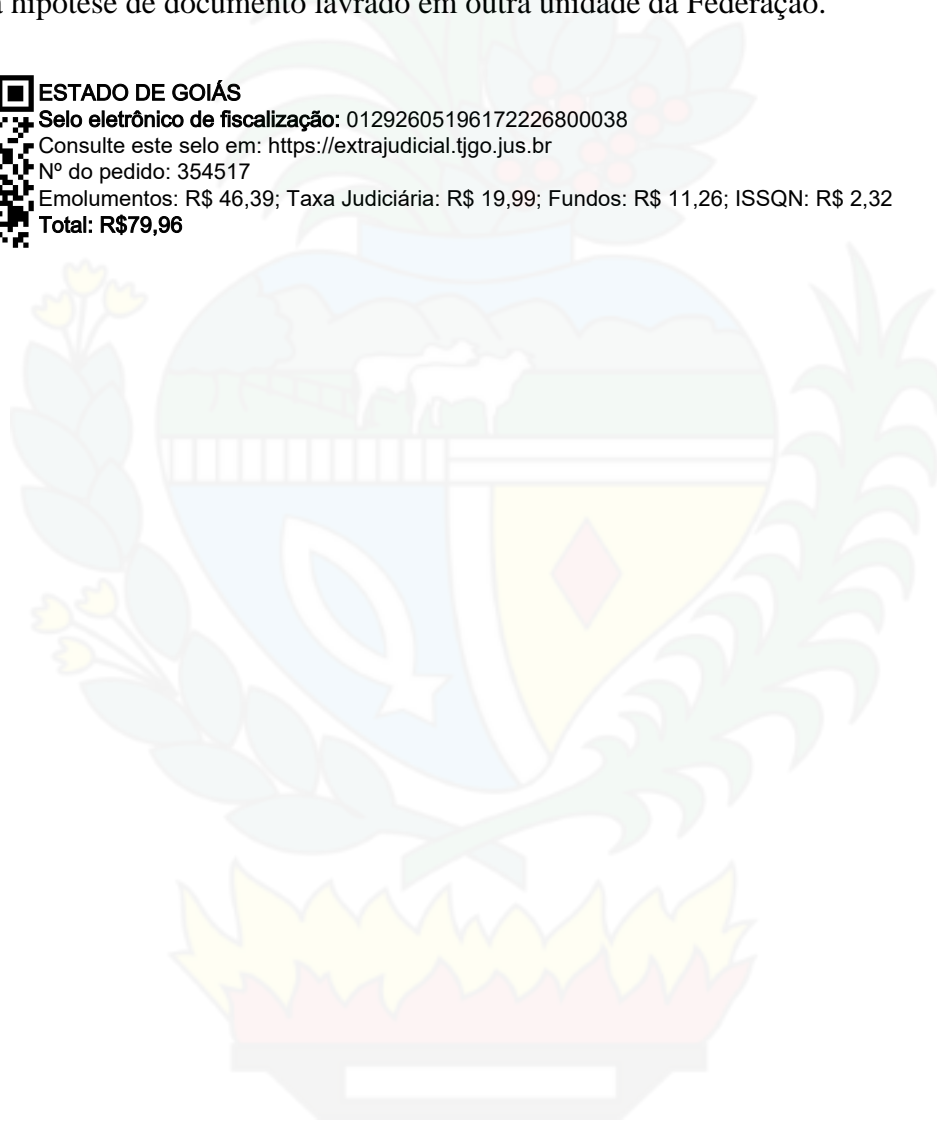 hipótese de documento lavrado em outra unidade da Federação.
ESTADO DE GOIÁS
Selo eletrônico de fiscalização: 01292605196172226800038
Consulte este selo em: https://extrajudicial.tjgo.jus.br
Nº do pedido: 354517
Emolumentos: R$ 46,39; Taxa Judiciária: R$ 19,99; Fundos: R$ 11,26; ISSQN: R$ 2,32
Total: R$79,96